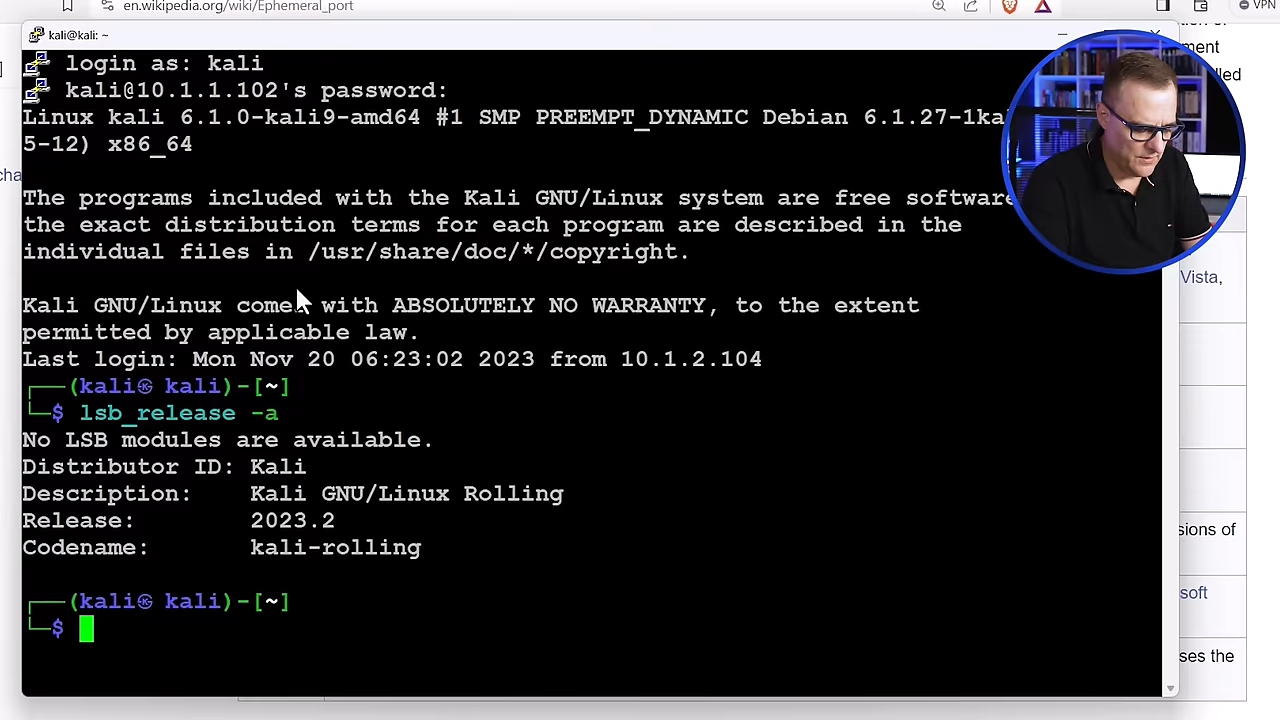 en.wikipedia.org/wiki/Ephemeral_port
VPN
kali@kali: ~
login as: kali
kali@10.1.1.102's password:
Linux kali 6.1.0-kali9-amd64 #1 SMP PREEMPT_DYNAMIC Debian 6.1.27-1ka
5-12) x86_64
The programs included with the Kali GNU/Linux system are free software
the exact distribution terms for each program are described in the
individual files in /usr/share/doc/*/copyright.
Kali GNU/Linux comes with ABSOLUTELY NO WARRANTY, to the extent
permitted by applicable law.
Last login: Mon Nov 20 06:23:02 2023 from 10.1.2.104
┌──(kali㉿kali)-[~]
└─$ lsb_release -a
No LSB modules are available.
Distributor ID: Kali
Description: Kali GNU/Linux Rolling
Release: 2023.2
Codename: kali-rolling
┌──(kali㉿kali)-[~]
└─$
Vista,
sions of
soft
ses the